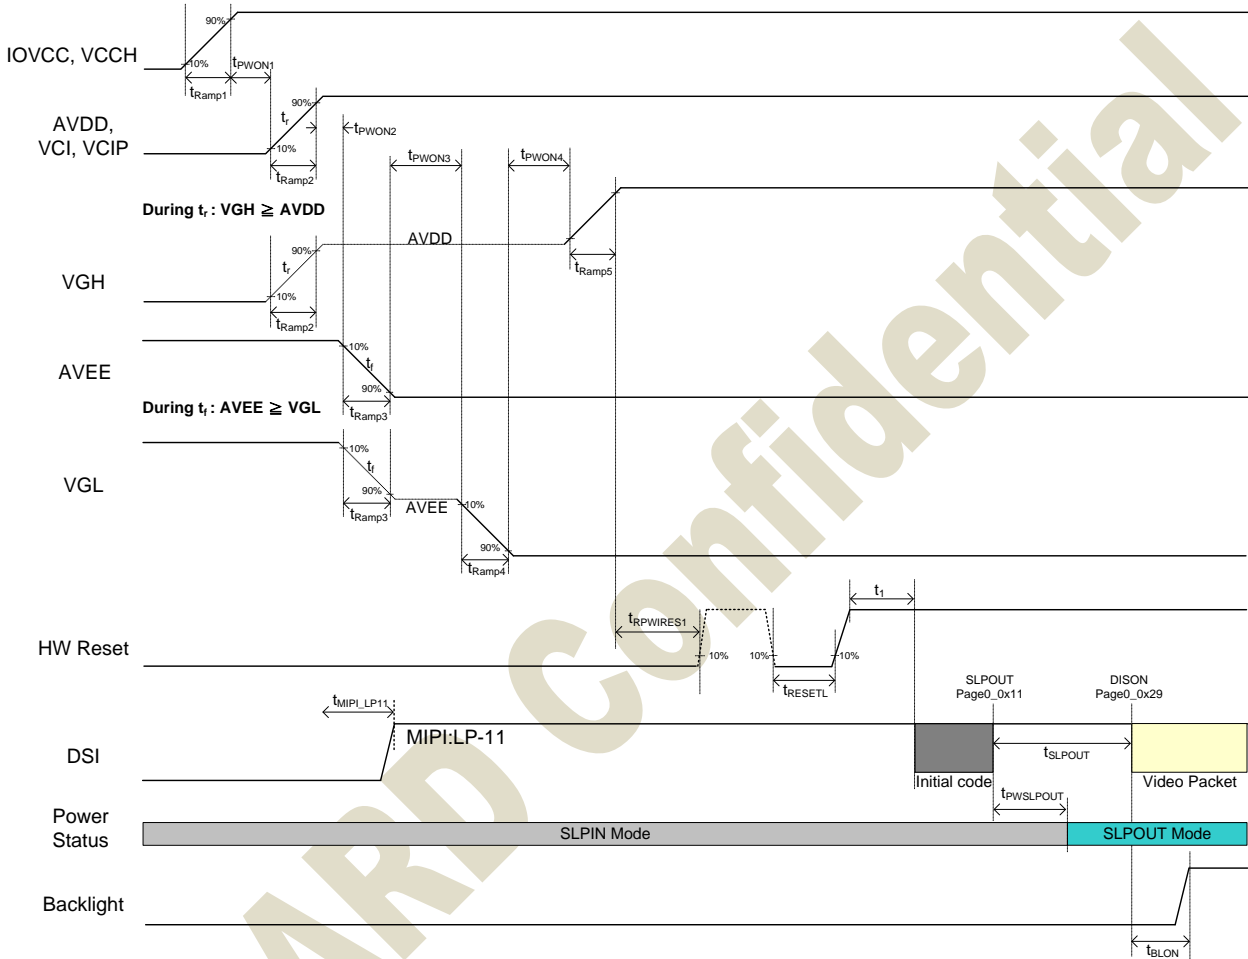 90%
IOVCC, VCCH
10%
tPWON1
tRamp1
90%
AVDD,
VCI, VCIP
tr
tPWON2
10%
tPWON3
tPWON4
tRamp2
During tr : VGH ≧ AVDD
90%
AVDD
tr
tRamp5
VGH
10%
tRamp2
10%
AVEE
tf
90%
During tf : AVEE ≧ VGL
tRamp3
10%
tf
VGL
90%
AVEE
10%
tRamp3
90%
tRamp4
t1
tRPWIRES1
HW Reset
10%
10%
10%
tRESETL
SLPOUT
Page0_0x11
DISON
Page0_0x29
tMIPI_LP11
MIPI:LP-11
DSI
tSLPOUT
Initial code
Video Packet
tPWSLPOUT
Power
Status
SLPIN Mode
SLPOUT Mode
Backlight
tBLON
ARD Confidential